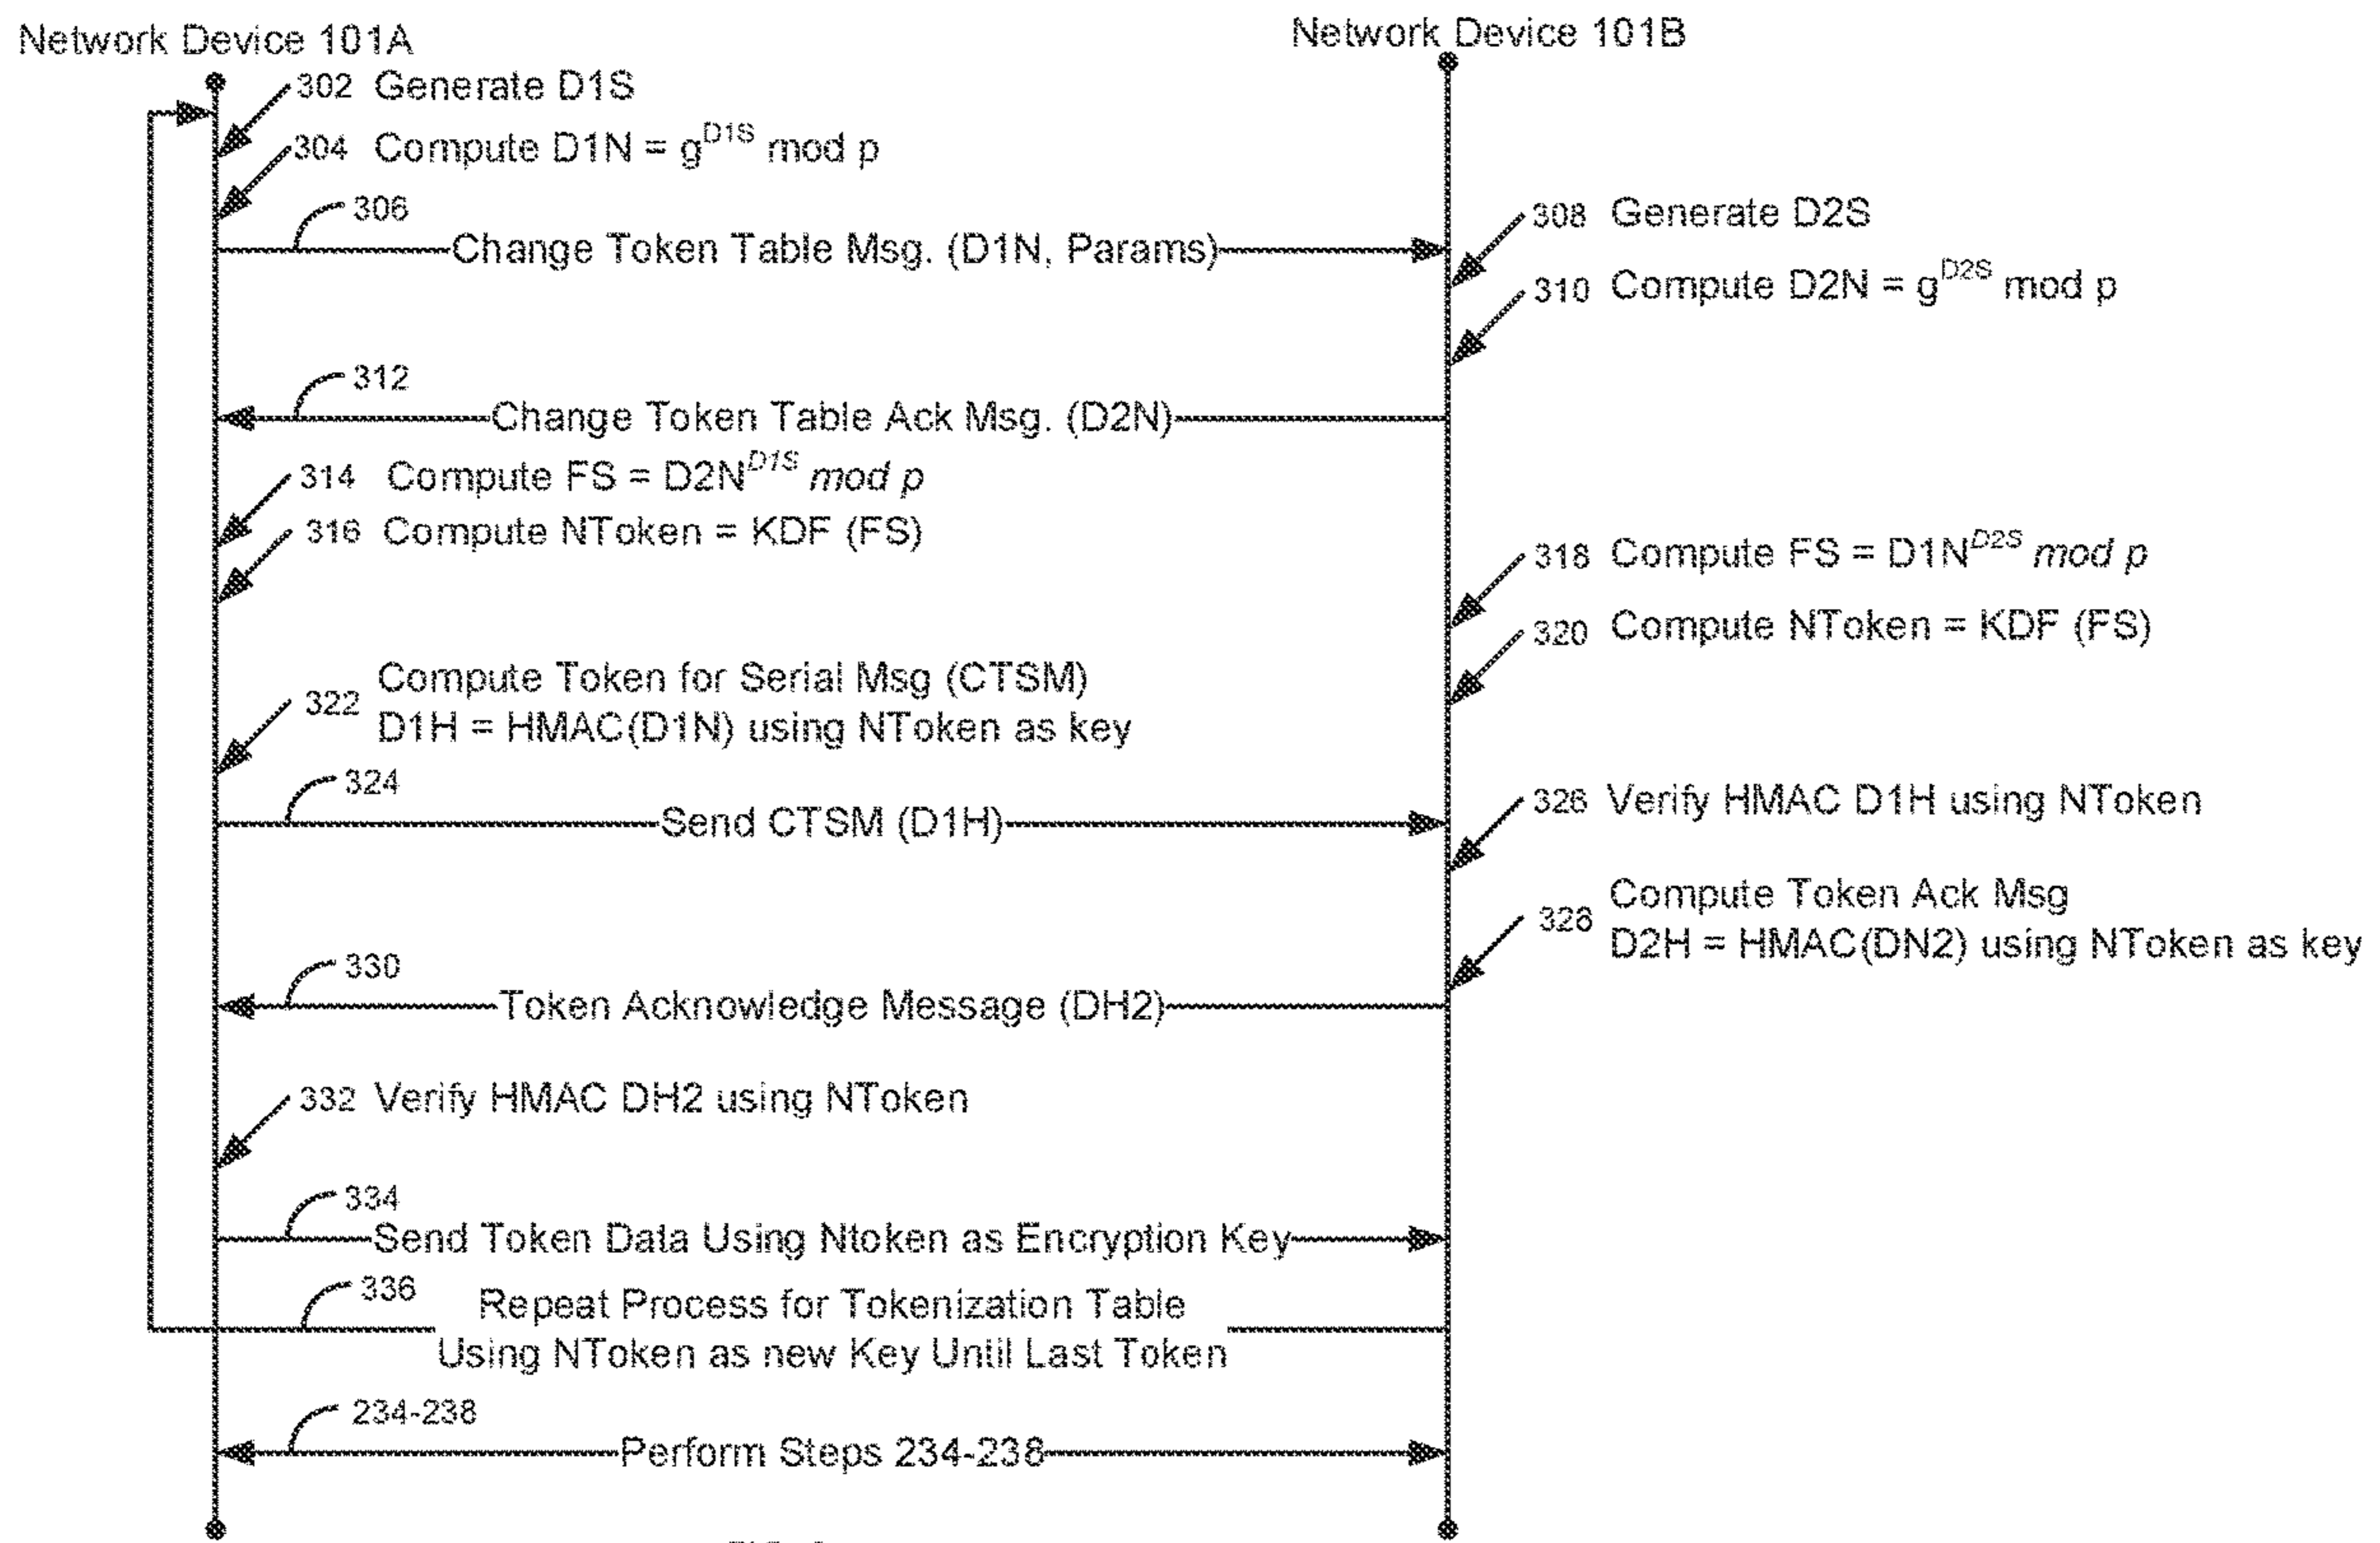 Network Device 101A
Network Device 101B
302 Generate D1S
304 Compute D1N = g^D1S mod p
306
Change Token Table Msg. (D1N, Params)
308 Generate D2S
310 Compute D2N = g^D2S mod p
312
Change Token Table Ack Msg. (D2N)
314 Compute FS = D2N^D1S mod p
316 Compute NToken = KDF (FS)
318 Compute FS = D1N^D2S mod p
320 Compute NToken = KDF (FS)
322 Compute Token for Serial Msg (CTSM)
D1H = HMAC(D1N) using NToken as key
324
Send CTSM (D1H)
326 Verify HMAC D1H using NToken
328 Compute Token Ack Msg
D2H = HMAC(DN2) using NToken as key
330
Token Acknowledge Message (DH2)
332 Verify HMAC DH2 using NToken
334
Send Token Data Using Ntoken as Encryption Key
336
Repeat Process for Tokenization Table
Using NToken as new Key Until Last Token
234-238
Perform Steps 234-238